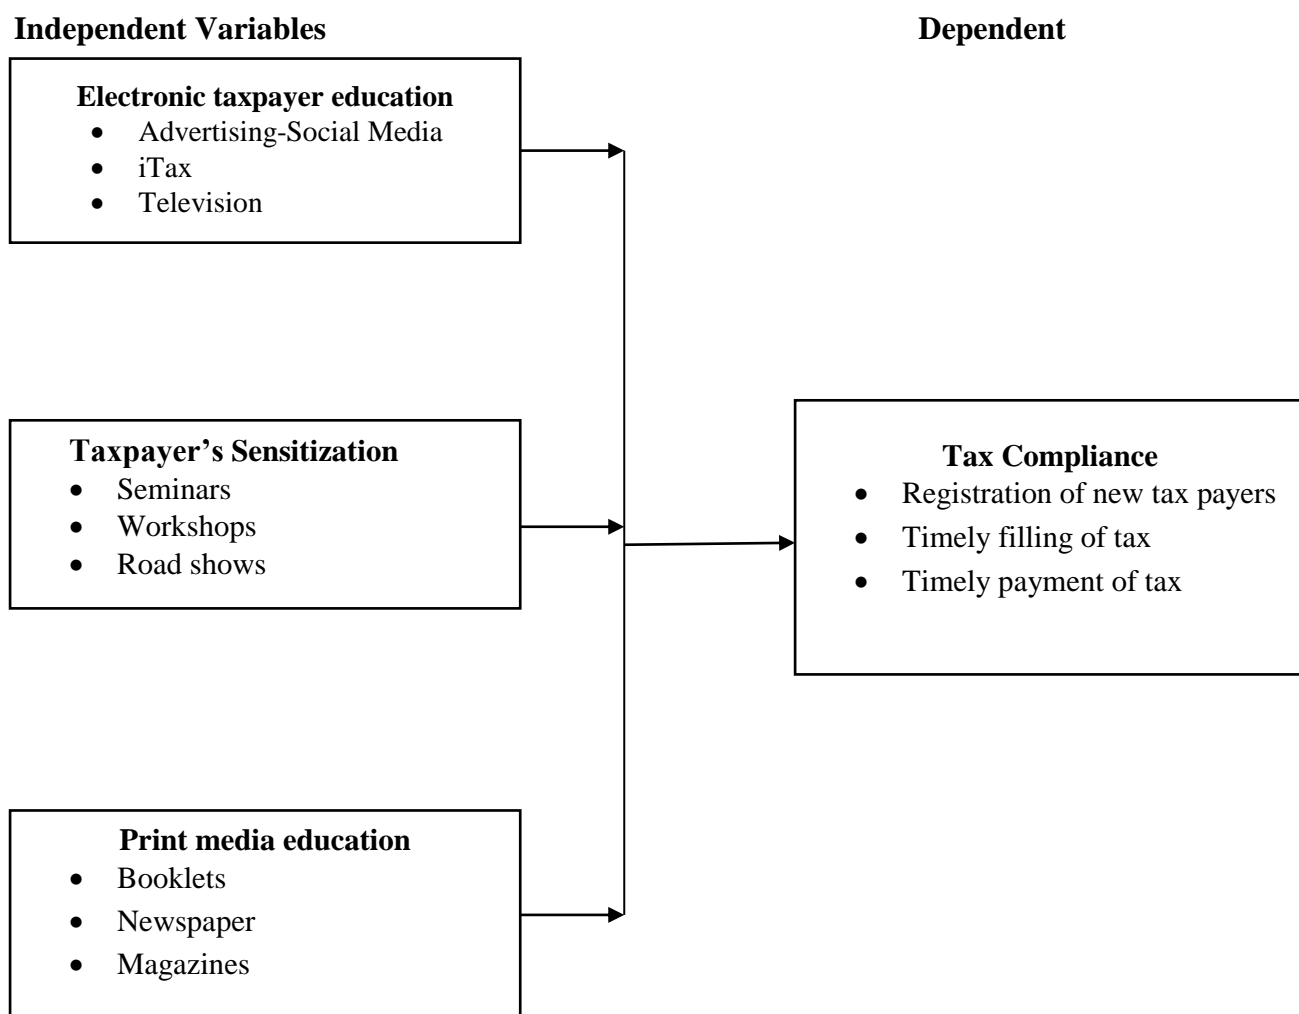 Independent Variables
Dependent
Electronic taxpayer education
• Advertising-Social Media
• iTax
• Television
Taxpayer’s Sensitization
• Seminars
• Workshops
• Road shows
Tax Compliance
• Registration of new tax payers
• Timely filling of tax
• Timely payment of tax
Print media education
• Booklets
• Newspaper
• Magazines